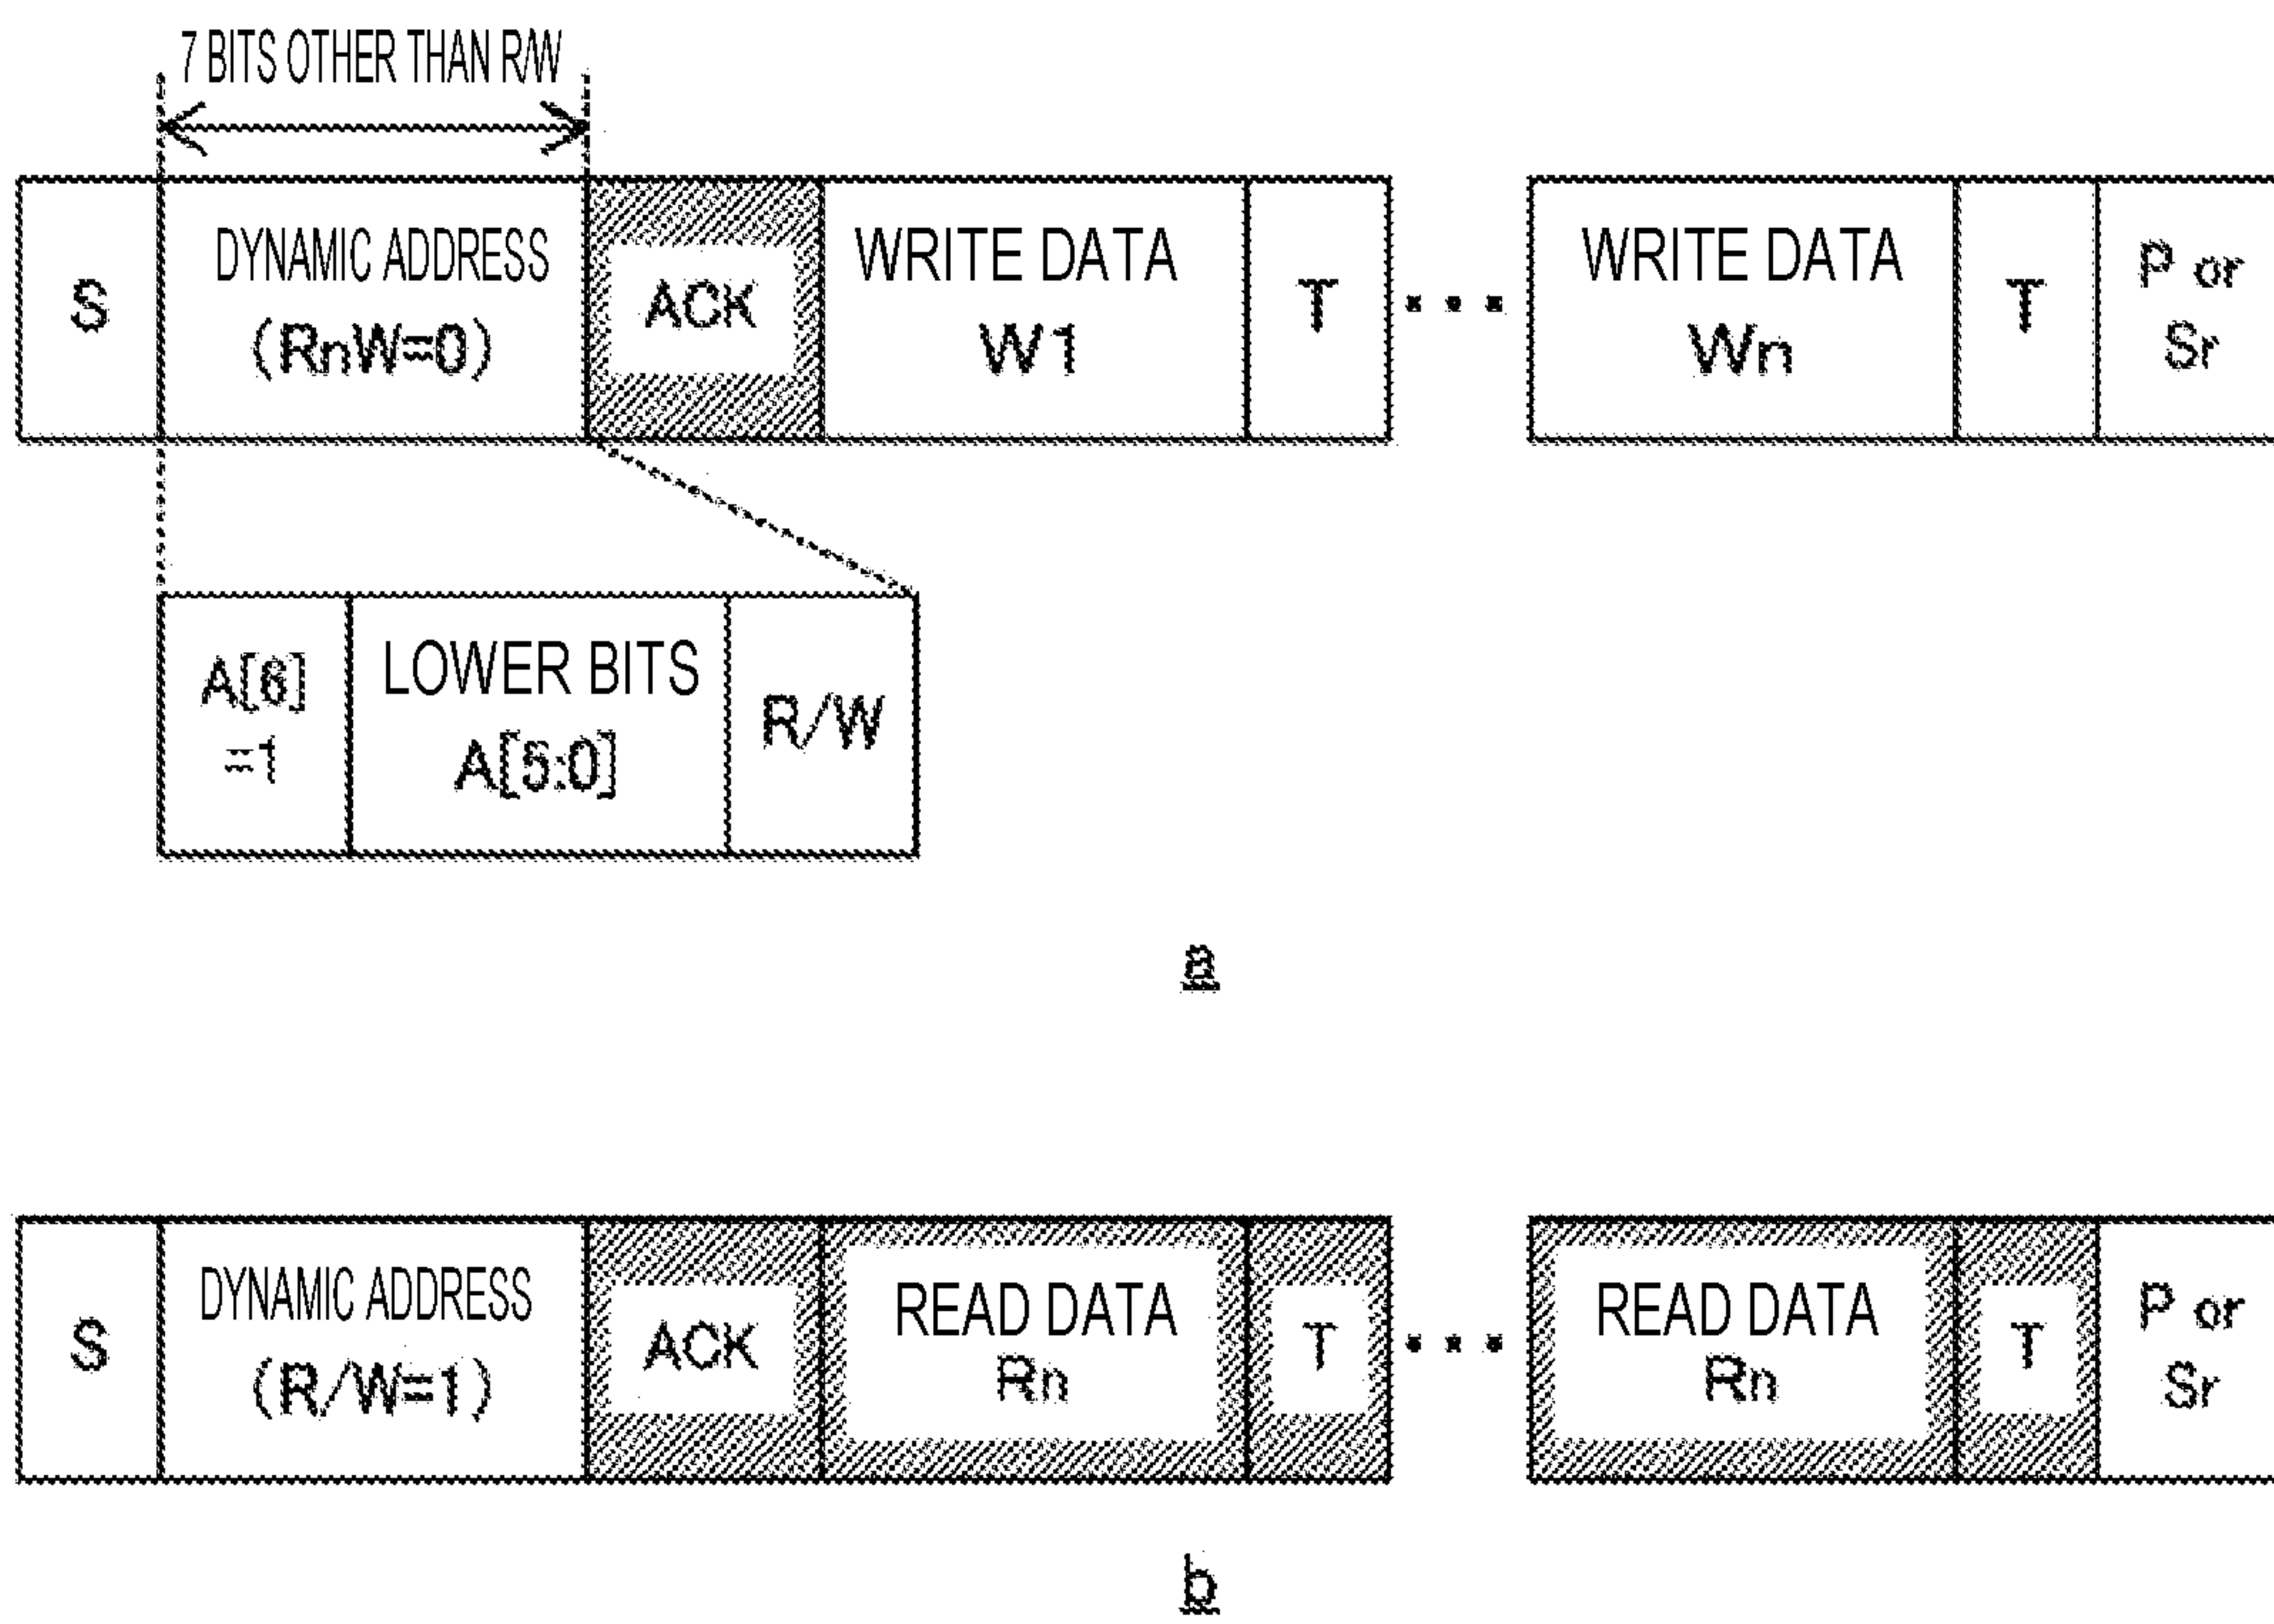 7 BITS OTHER THAN R/W
S
DYNAMIC ADDRESS
(RnW=0)
ACK
WRITE DATA
W1
T
...
WRITE DATA
Wn
T
P or
Sr
A[6]
=1
LOWER BITS
A[5:0]
R/W
a
S
DYNAMIC ADDRESS
(R/W=1)
ACK
READ DATA
Rn
T
...
READ DATA
Rn
T
P or
Sr
b